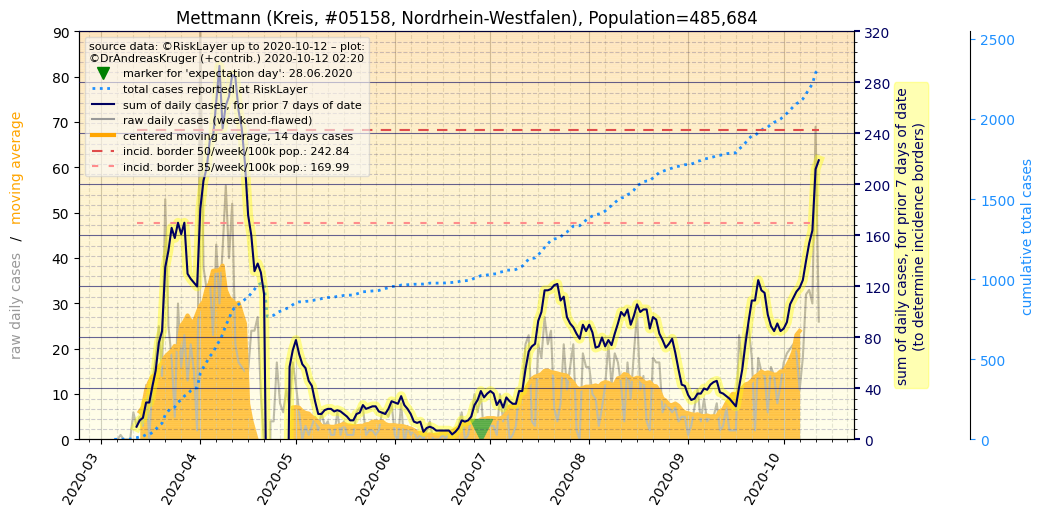 Mettmann (Kreis, #05158, Nordrhein-Westfalen), Population=485,684
source data: ©RiskLayer up to 2020-10-12 – plot:
©DrAndreasKruger (+contrib.) 2020-10-12 02:20
marker for 'expectation day': 28.06.2020
total cases reported at RiskLayer
sum of daily cases, for prior 7 days of date
raw daily cases (weekend-flawed)
centered moving average, 14 days cases
incid. border 50/week/100k pop.: 242.84
incid. border 35/week/100k pop.: 169.99
raw daily cases / moving average
90
80
70
60
50
40
30
20
10
0
320
280
240
200
160
120
80
40
0
sum of daily cases, for prior 7 days of date
(to determine incidence borders)
2500
2000
1500
1000
500
0
cumulative total cases
2020-03
2020-04
2020-05
2020-06
2020-07
2020-08
2020-09
2020-10